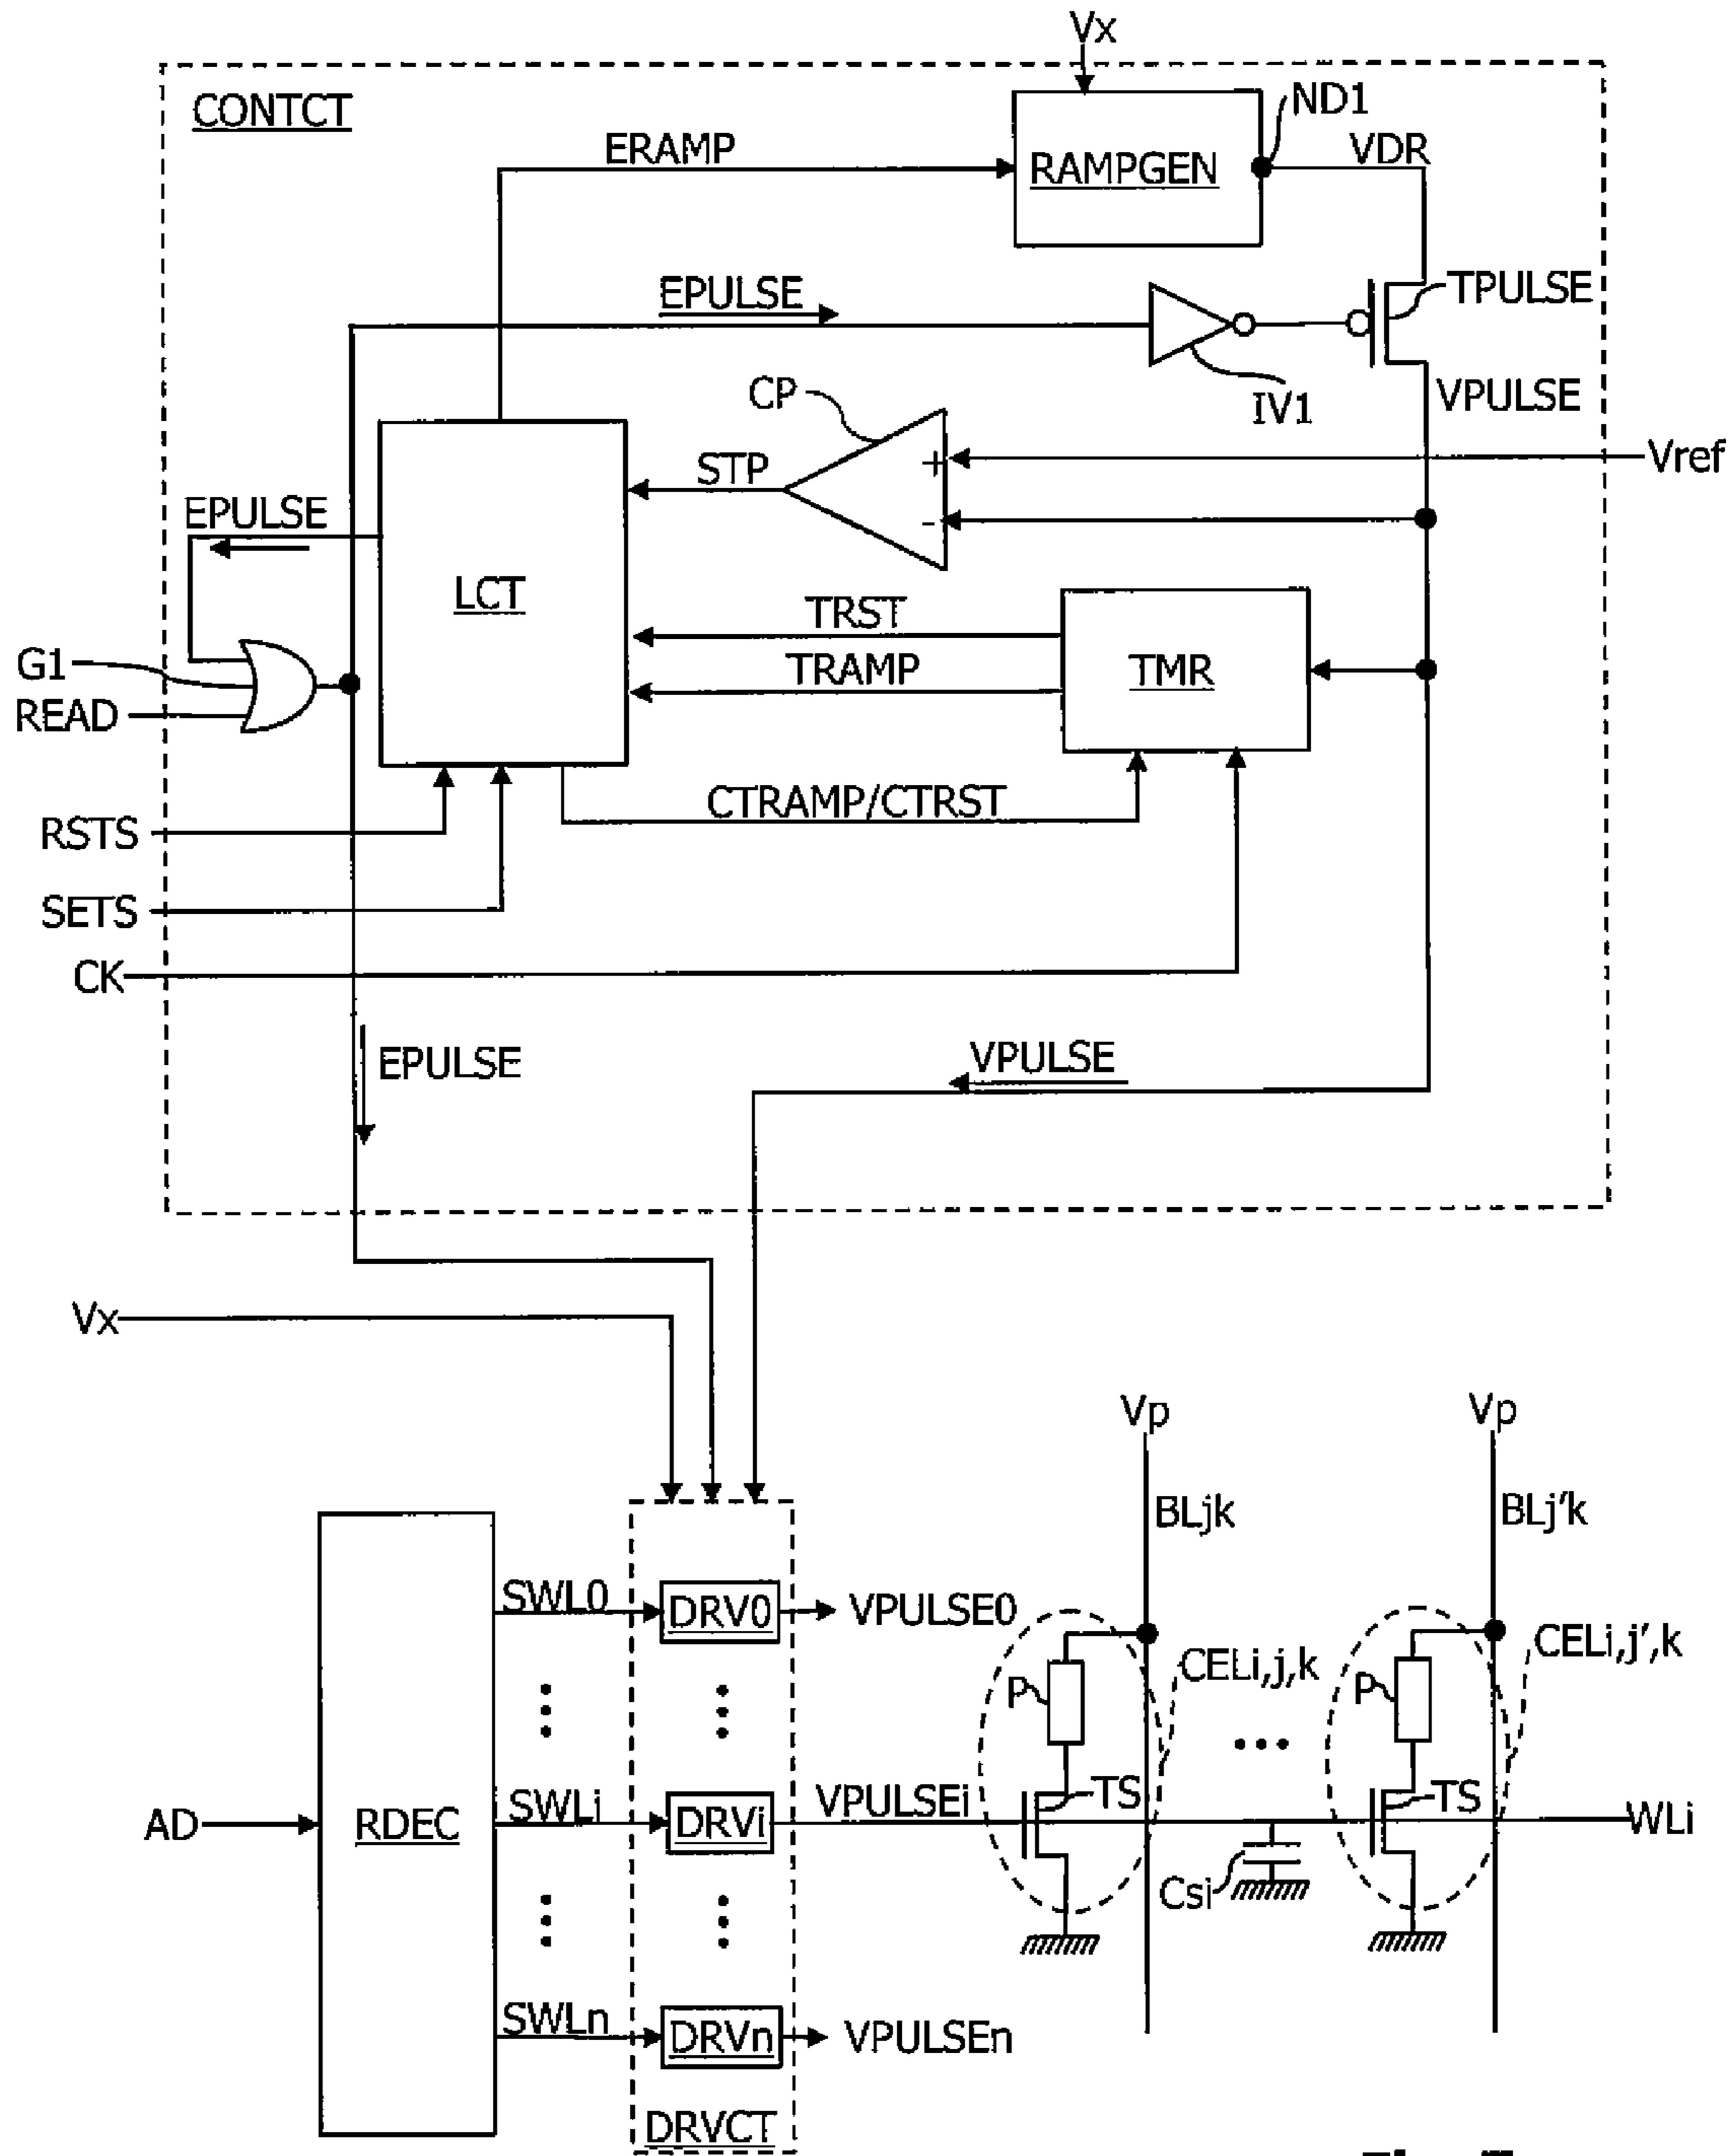 Vx
CONTCT
ND1
ERAMP
RAMPGEN
VDR
EPULSE
TPULSE
CP
IV1
VPULSE
STP
+
Vref
EPULSE
-
LCT
TRST
G1
TRAMP
TMR
READ
CTRAMP/CTRST
RSTS
SETS
CK
EPULSE
VPULSE
Vx
Vp
Vp
BLjk
BLj'k
SWL0
DRV0
VPULSE0
CELi,j,k
CELi,j',k
P
P
AD
RDEC
SWLi
DRVi
VPULSEi
TS
TS
WLi
Csi
SWLn
DRVn
VPULSEn
DRVCT